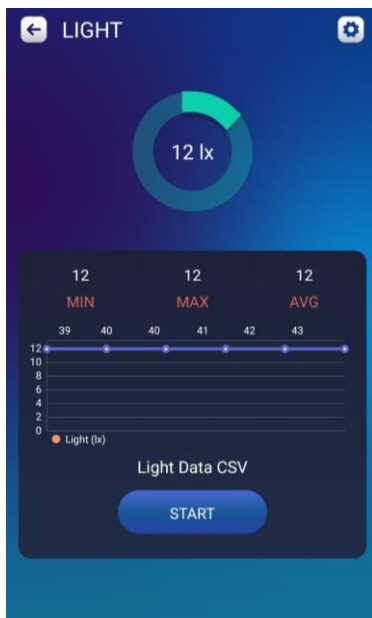 LIGHT
12 lx
12 12 12
MIN MAX AVG
39 40 40 41 42 43
12
10
8
6
4
2
0
Light (lx)
Light Data CSV
START